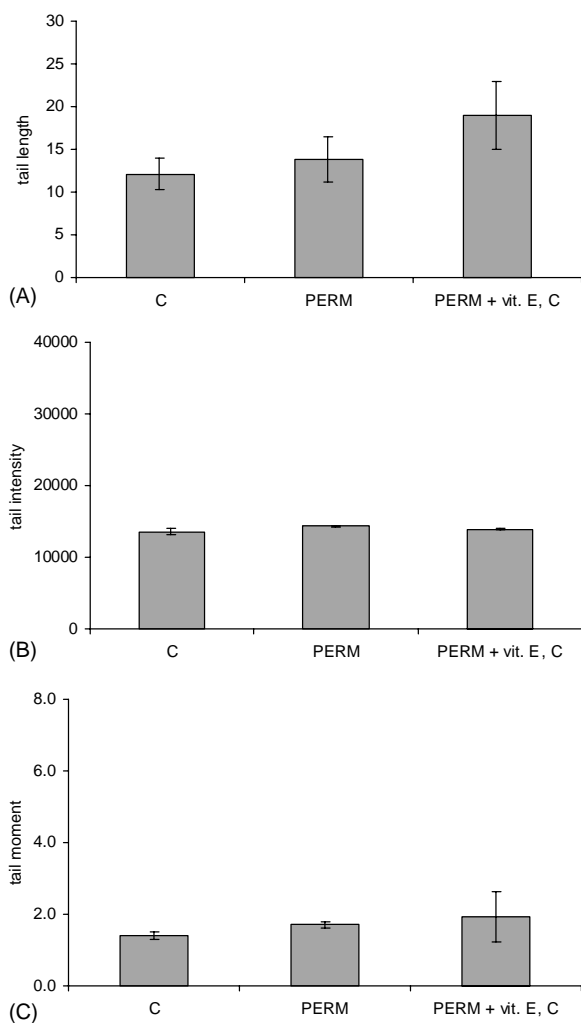 30
25
20
15
10
5
0
tail length
(A)
C PERM PERM + vit. E, C
40000
30000
20000
10000
0
tail intensity
(B)
C PERM PERM + vit. E, C
8.0
6.0
4.0
2.0
0.0
tail moment
(C)
C PERM PERM + vit. E, C